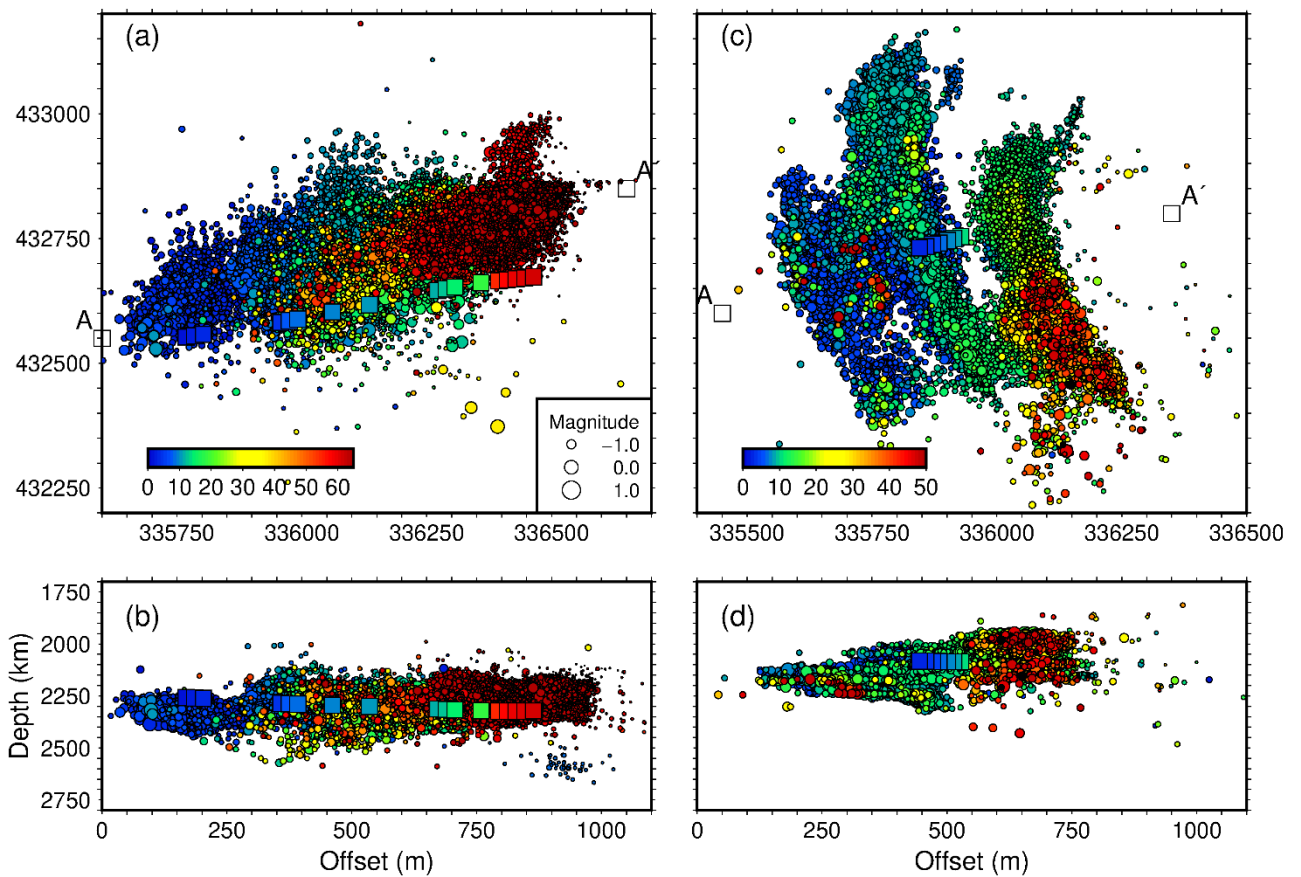 (a)
433000
432750
432500
432250
A
A´
Magnitude
−1.0
0.0
1.0
0 10 20 30 40 50 60
335750 336000 336250 336500
(c)
A
A´
0 10 20 30 40 50
335500 335750 336000 336250 336500
(b)
1750
2000
2250
2500
2750
Depth (km)
0 250 500 750 1000
Offset (m)
(d)
0 250 500 750 1000
Offset (m)